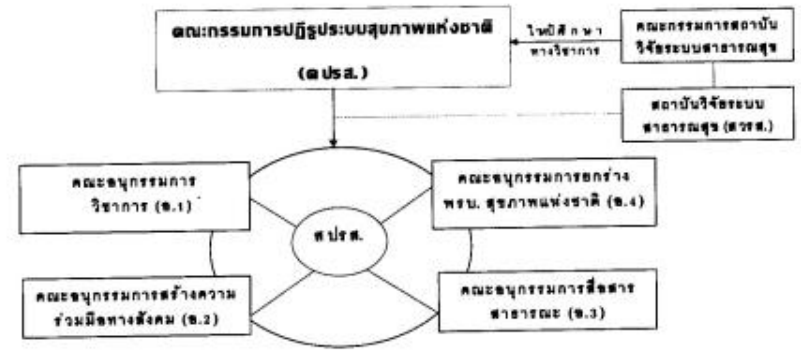 คณะกรรมการปฏิรูประบบสุขภาพแห่งชาติ
(คปรส.)
ให้ปรึกษา
ทางวิชาการ
คณะกรรมการสถาบัน
วิจัยระบบสาธารณสุข
สถาบันวิจัยระบบ
สาธารณสุข (สวรส.)
คณะอนุกรรมการ
วิชาการ (อ.1)
คณะอนุกรรมการยกร่าง
พรบ. สุขภาพแห่งชาติ (อ.4)
สปรส.
คณะอนุกรรมการสร้างความ
ร่วมมือทางสังคม (อ.2)
คณะอนุกรรมการสื่อสาร
สาธารณะ (อ.3)